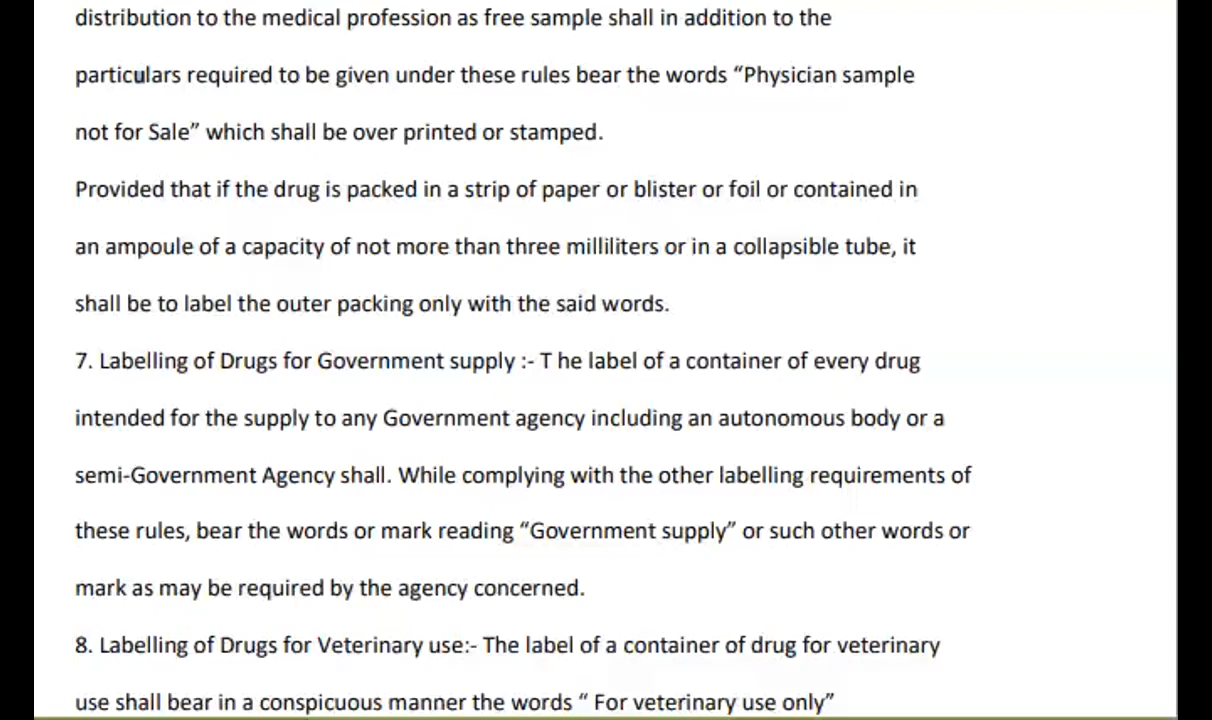 distribution to the medical profession as free sample shall in addition to the
particulars required to be given under these rules bear the words “Physician sample
not for Sale” which shall be over printed or stamped.
Provided that if the drug is packed in a strip of paper or blister or foil or contained in
an ampoule of a capacity of not more than three milliliters or in a collapsible tube, it
shall be to label the outer packing only with the said words.
7. Labelling of Drugs for Government supply :- T he label of a container of every drug
intended for the supply to any Government agency including an autonomous body or a
semi-Government Agency shall. While complying with the other labelling requirements of
these rules, bear the words or mark reading “Government supply” or such other words or
mark as may be required by the agency concerned.
8. Labelling of Drugs for Veterinary use:- The label of a container of drug for veterinary
use shall bear in a conspicuous manner the words “ For veterinary use only”